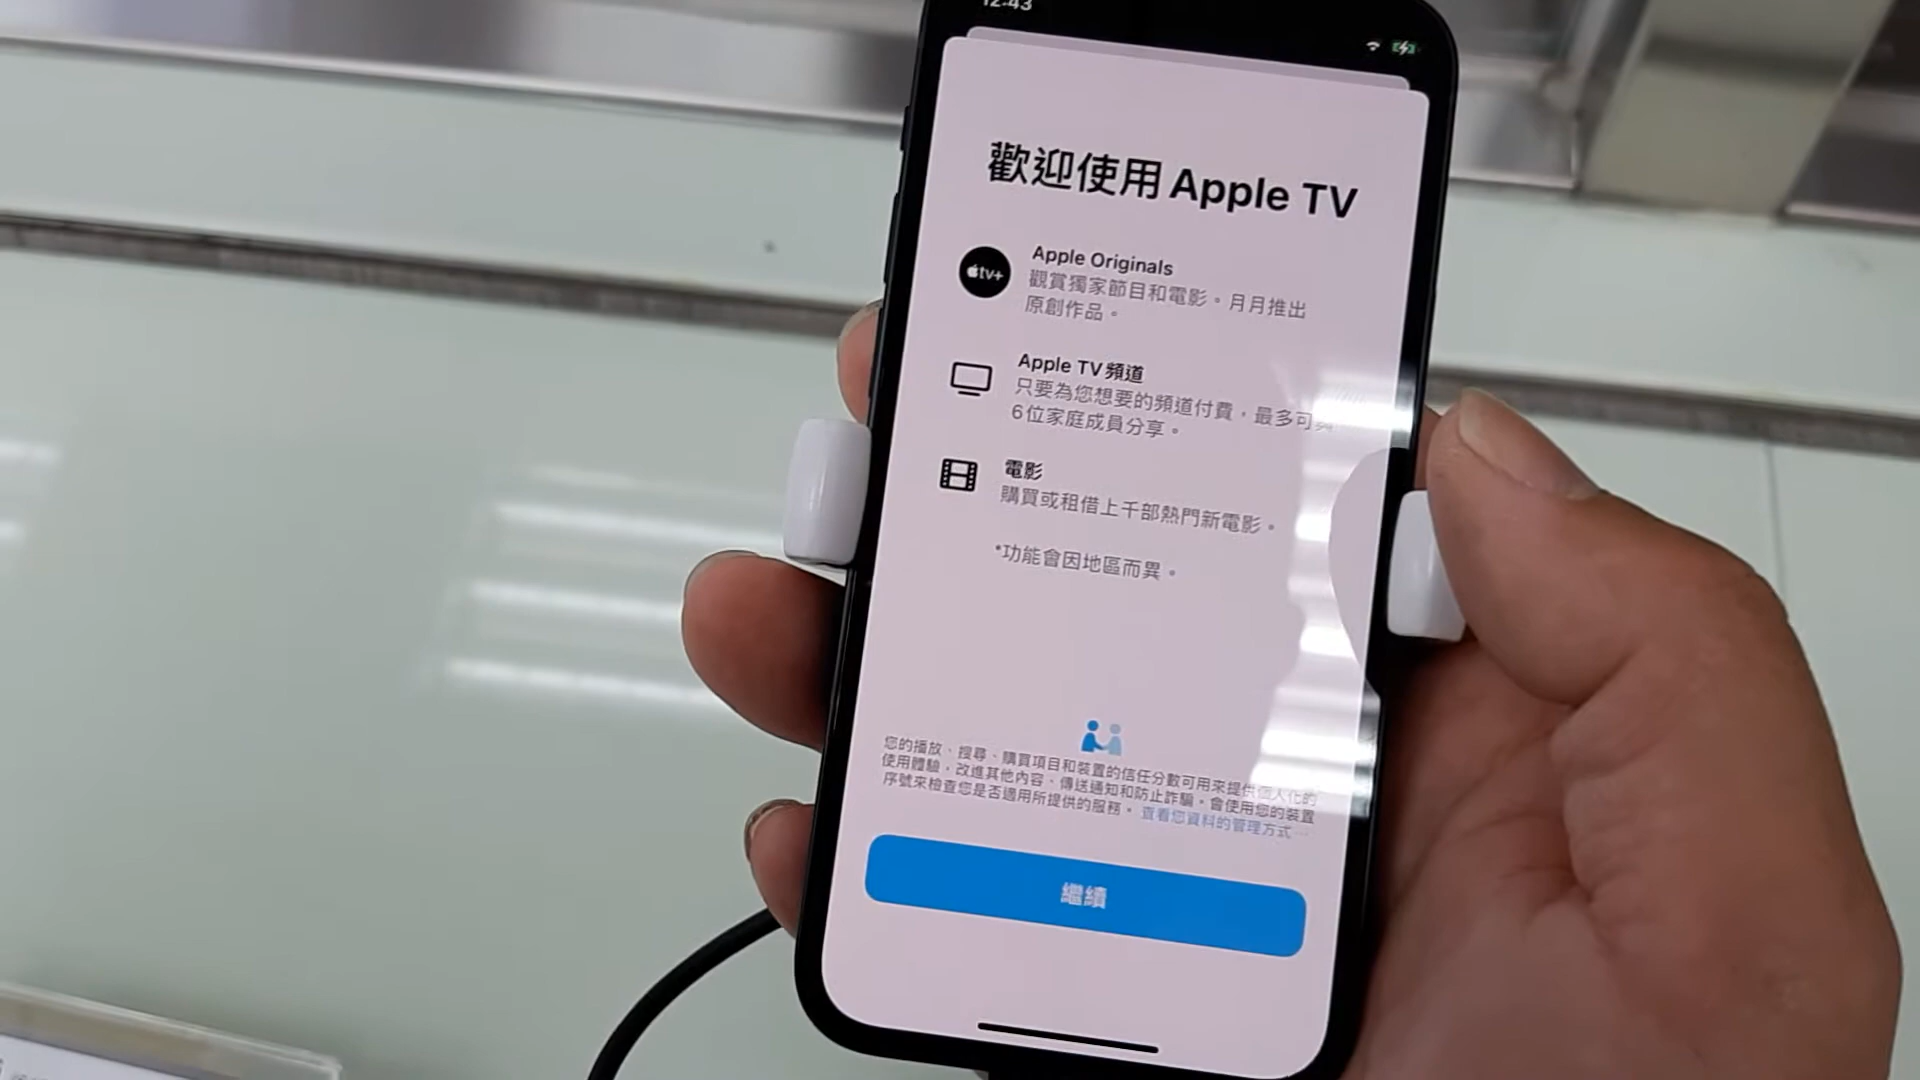 12:43
歡迎使用 Apple TV
tv+
Apple Originals
觀賞獨家節目和電影。月月推出
原創作品。
Apple TV 頻道
只要為您想要的頻道付費，最多可與
6 位家庭成員分享。
電影
購買或租借上千部熱門新電影。
*功能會因地區而異。
您的播放、搜尋、購買項目和裝置的信任分數可用來提供個人化的
使用體驗，改進其他內容、傳送通知和防止詐騙。會使用您的裝置
序號來檢查您是否適用所提供的服務。查看您資料的管理方式⋯
繼續